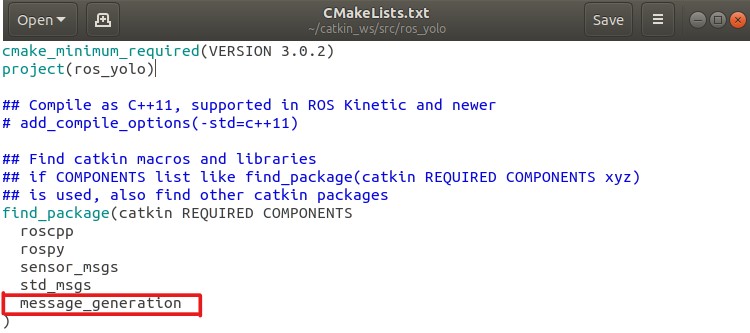 Open
CMakeLists.txt
~/catkin_ws/src/ros_yolo
Save
cmake_minimum_required(VERSION 3.0.2)
project(ros_yolo)
## Compile as C++11, supported in ROS Kinetic and newer
# add_compile_options(-std=c++11)
## Find catkin macros and libraries
## if COMPONENTS list like find_package(catkin REQUIRED COMPONENTS xyz)
## is used, also find other catkin packages
find_package(catkin REQUIRED COMPONENTS
  roscpp
  rospy
  sensor_msgs
  std_msgs
  message_generation
)